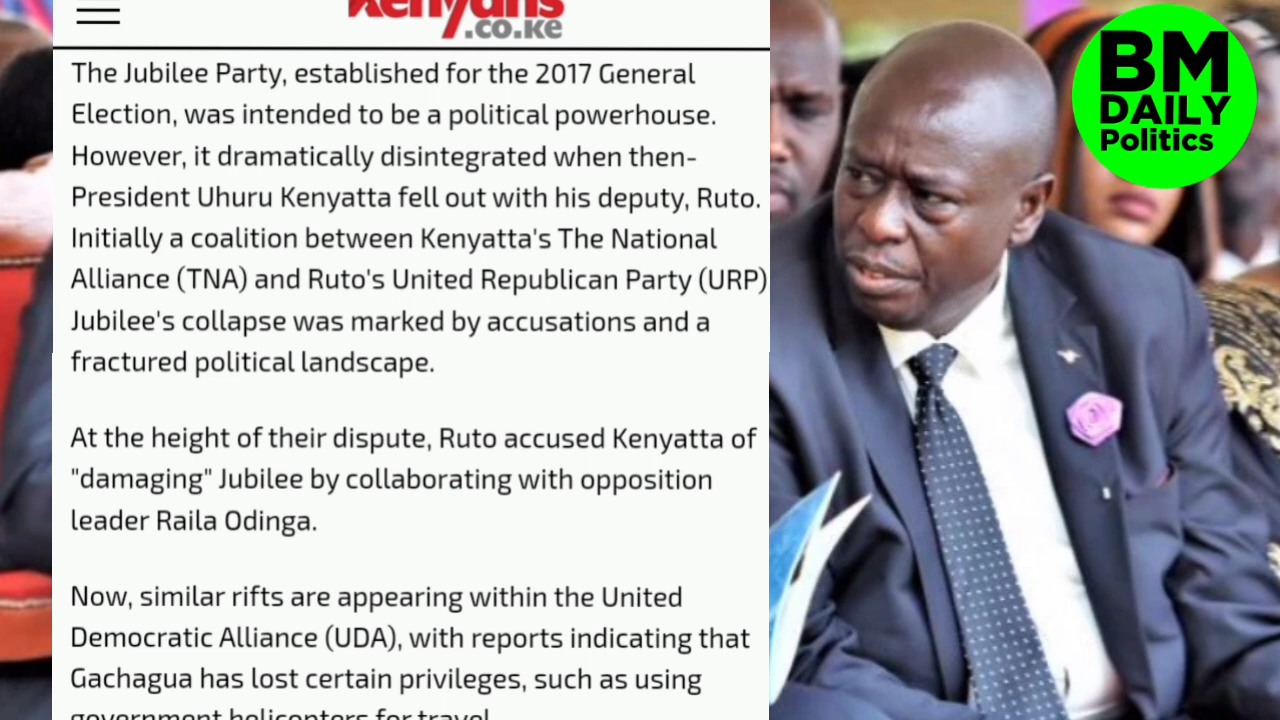 Kenyans
.co.ke
The Jubilee Party, established for the 2017 General
Election, was intended to be a political powerhouse.
However, it dramatically disintegrated when then-
President Uhuru Kenyatta fell out with his deputy, Ruto.
Initially a coalition between Kenyatta's The National
Alliance (TNA) and Ruto's United Republican Party (URP)
Jubilee's collapse was marked by accusations and a
fractured political landscape.
At the height of their dispute, Ruto accused Kenyatta of
"damaging" Jubilee by collaborating with opposition
leader Raila Odinga.
Now, similar rifts are appearing within the United
Democratic Alliance (UDA), with reports indicating that
Gachagua has lost certain privileges, such as using
government helicopters for travel
BM
DAILY
Politics